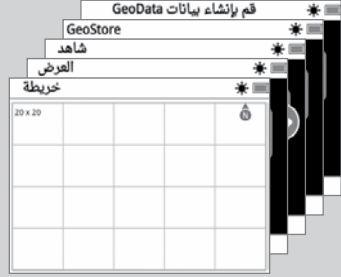 قم بإنشاء بيانات GeoData
GeoStore
شاهد
العرض
خريطة
20 x 20
N